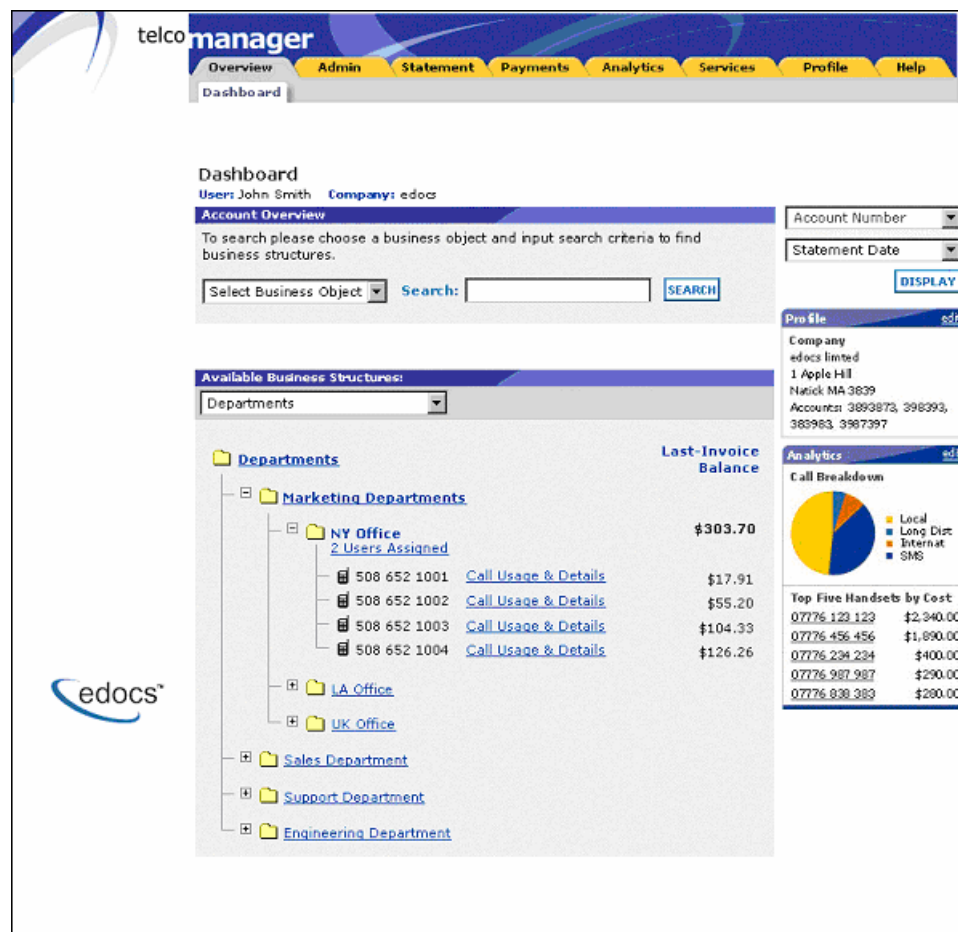 telco manager
Overview Admin Statement Payments Analytics Services Profile Help
Dashboard
Dashboard
User: John Smith Company: edocs
Account Overview
To search please choose a business object and input search criteria to find
business structures.
Select Business Object Search: SEARCH
Account Number
Statement Date
DISPLAY
Profile
Company
edocs limted
1 Apple Hill
Natick MA 3839
Accounts: 3893873, 398393,
383983, 3987397
Available Business Structures:
Departments
Departments Last-Invoice
Balance
Marketing Departments
NY Office $303.70
2 Users Assigned
508 652 1001 Call Usage & Details $17.91
508 652 1002 Call Usage & Details $55.20
508 652 1003 Call Usage & Details $104.33
508 652 1004 Call Usage & Details $126.26
LA Office
UK Office
Sales Department
Support Department
Engineering Department
Analytics
Call Breakdown
Local
Long Dist
Internat
SMS
Top Five Handsets by Cost
07776 123 123 $2,340.00
07776 456 456 $1,890.00
07776 234 234 $400.00
07776 987 987 $290.00
07776 838 383 $280.00
edocs™